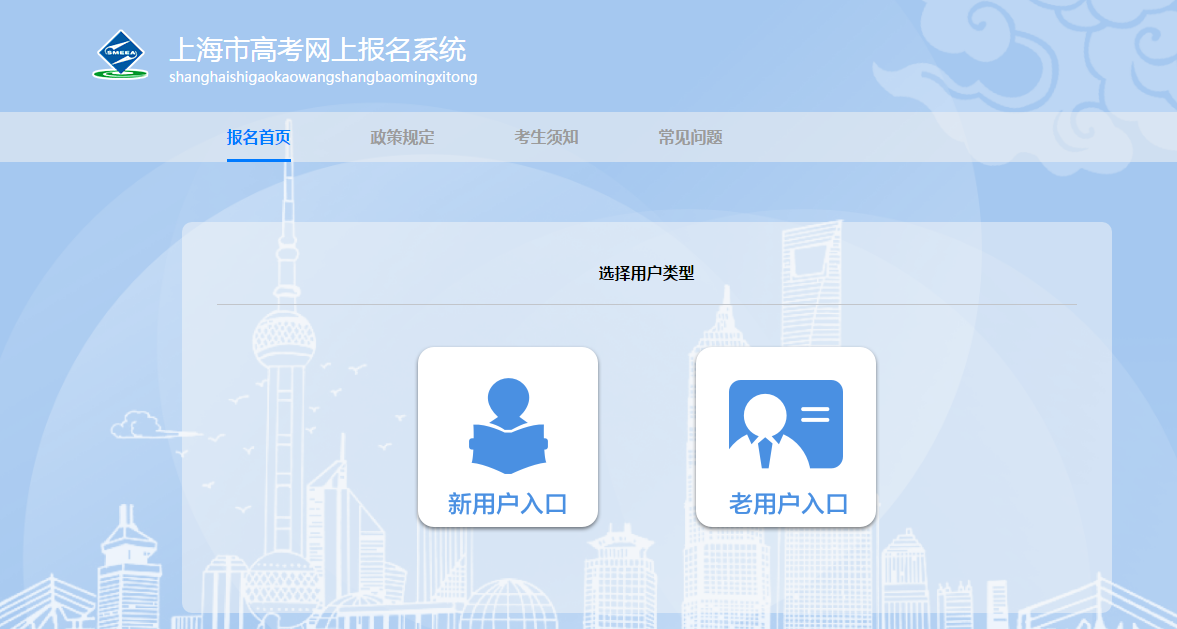 SMEEA
上海市高考网上报名系统
shanghaishigaokaowangshangbaomingxitong
报名首页 政策规定 考生须知 常见问题
选择用户类型
新用户入口 老用户入口